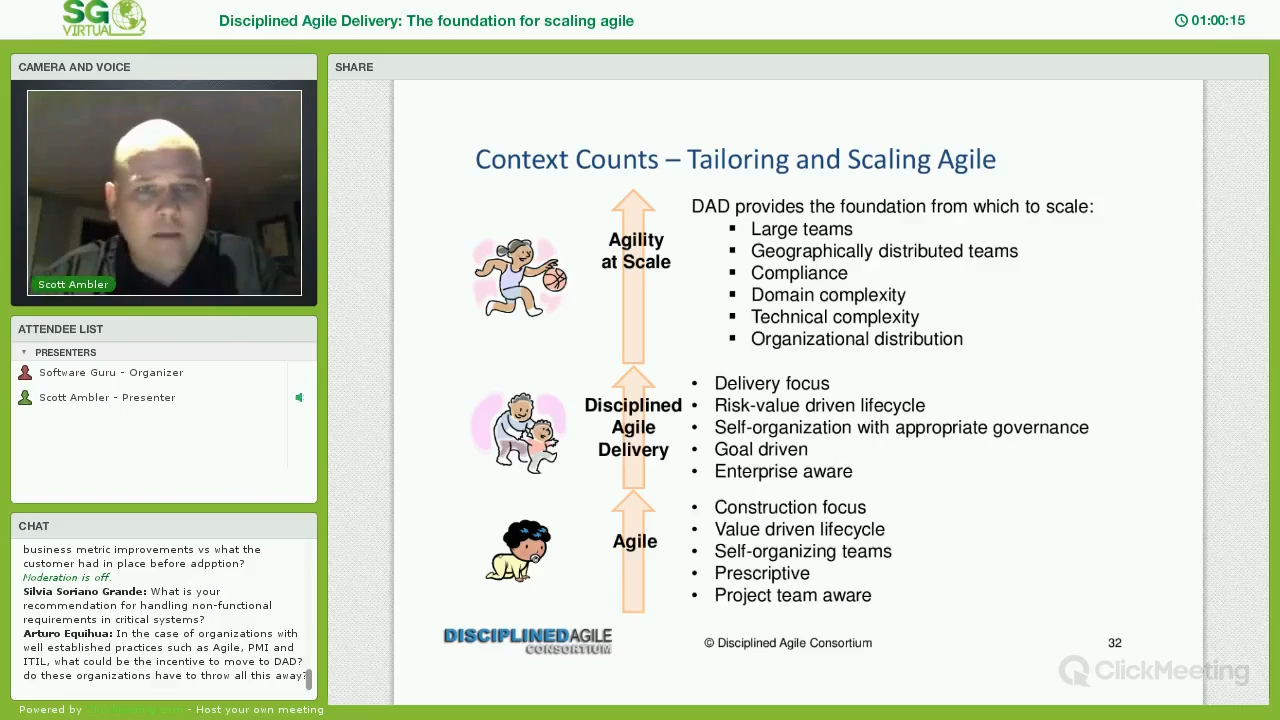 SG
VIRTUAL
Disciplined Agile Delivery: The foundation for scaling agile
01:00:15
CAMERA AND VOICE
Scott Ambler
ATTENDEE LIST
PRESENTERS
Software Guru - Organizer
Scott Ambler - Presenter
CHAT
business metric improvements vs what the
customer had in place before adpption?
Moderation is off.
Silvia Soriano Grande: What is your
recommendation for handling non-functional
requirements in critical systems?
Arturo Equihua: In the case of organizations with
well established practices such as Agile, PMI and
ITIL, what could be the incentive to move to DAD?
do these organizations have to throw all this away?
Powered by ClickMeeting.com - Host your own meeting
SHARE
Context Counts – Tailoring and Scaling Agile
Agility
at Scale
DAD provides the foundation from which to scale:
▪ Large teams
▪ Geographically distributed teams
▪ Compliance
▪ Domain complexity
▪ Technical complexity
▪ Organizational distribution
Disciplined
Agile
Delivery
• Delivery focus
• Risk-value driven lifecycle
• Self-organization with appropriate governance
• Goal driven
• Enterprise aware
Agile
• Construction focus
• Value driven lifecycle
• Self-organizing teams
• Prescriptive
• Project team aware
DISCIPLINEDAGILE
CONSORTIUM
© Disciplined Agile Consortium
32
ClickMeeting